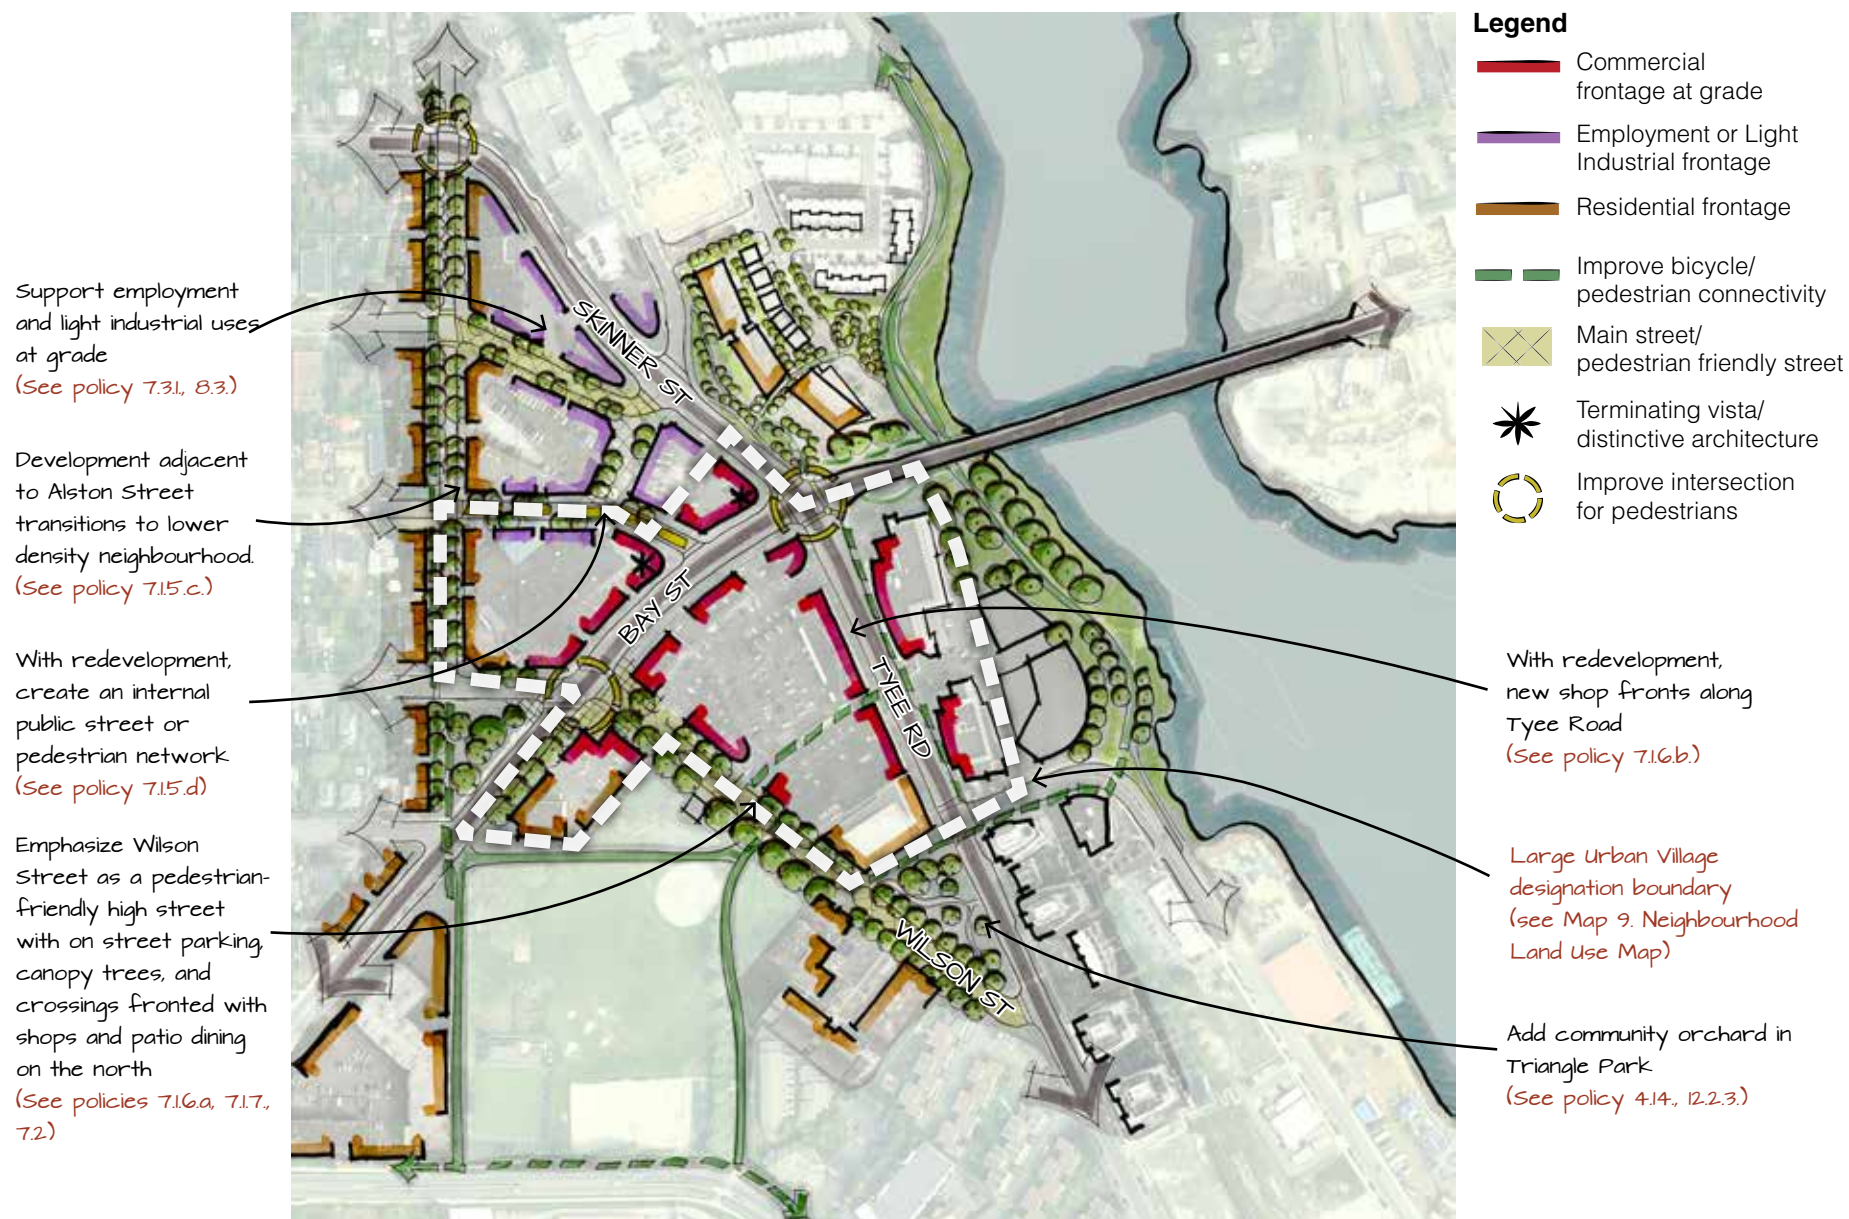 Support employment
and light industrial uses
at grade
(See policy 7.3.1., 8.3.)
Development adjacent
to Alston Street
transitions to lower
density neighbourhood.
(See policy 7.1.5.c.)
With redevelopment,
create an internal
public street or
pedestrian network
(See policy 7.1.5.d)
Emphasize Wilson
Street as a pedestrian-
friendly high street
with on street parking,
canopy trees, and
crossings fronted with
shops and patio dining
on the north
(See policies 7.1.6.a, 7.1.7.,
7.2)
SKINNER ST
BAY ST
TYEE RD
WILSON ST
Legend
Commercial
frontage at grade
Employment or Light
Industrial frontage
Residential frontage
Improve bicycle/
pedestrian connectivity
Main street/
pedestrian friendly street
Terminating vista/
distinctive architecture
Improve intersection
for pedestrians
With redevelopment,
new shop fronts along
Tyee Road
(See policy 7.1.6.b.)
Large Urban Village
designation boundary
(see Map 9. Neighbourhood
Land Use Map)
Add community orchard in
Triangle Park
(See policy 4.14., 12.2.3.)